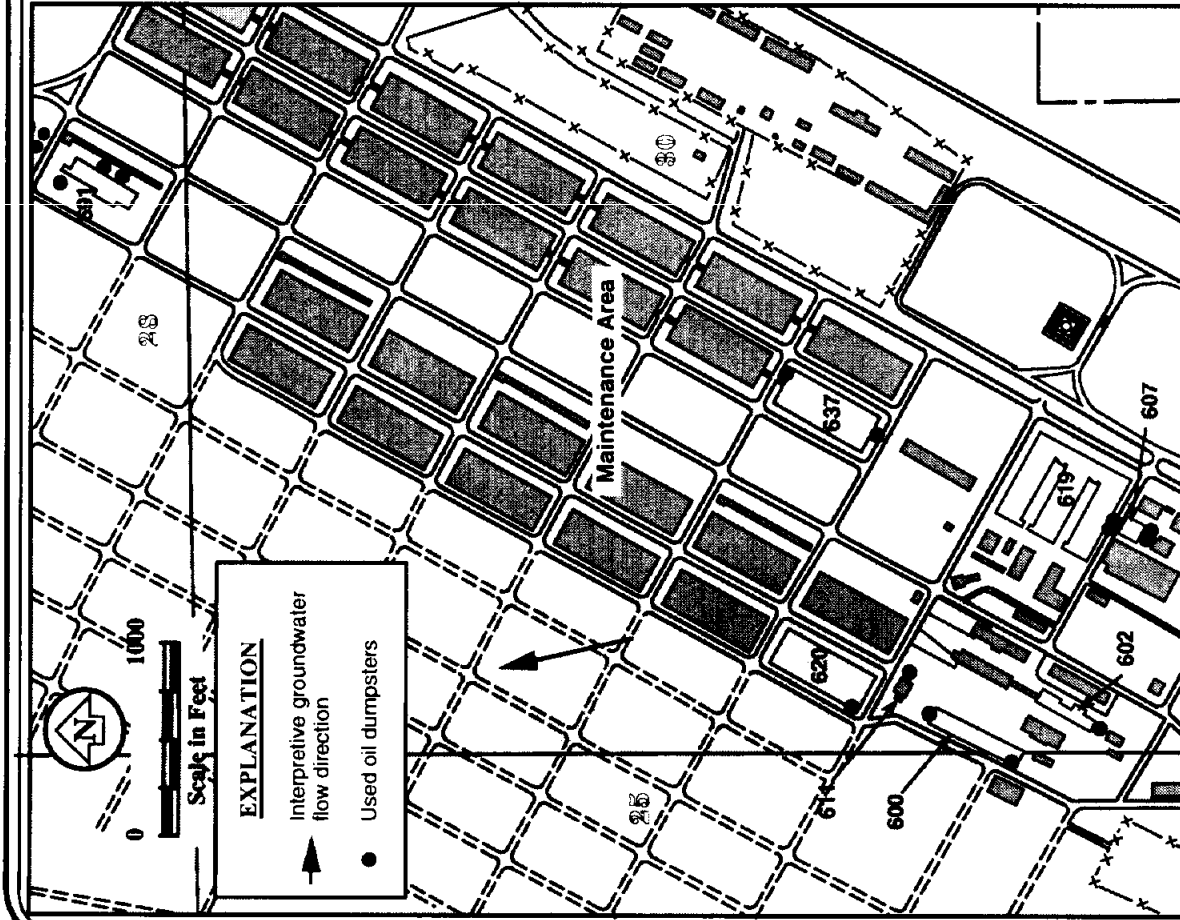 N
0
1000
Scale in Feet
EXPLANATION
Interpretive groundwater
flow direction
Used oil dumpsters
Maintenance Area
28
30
25
637
620
619
607
602
600